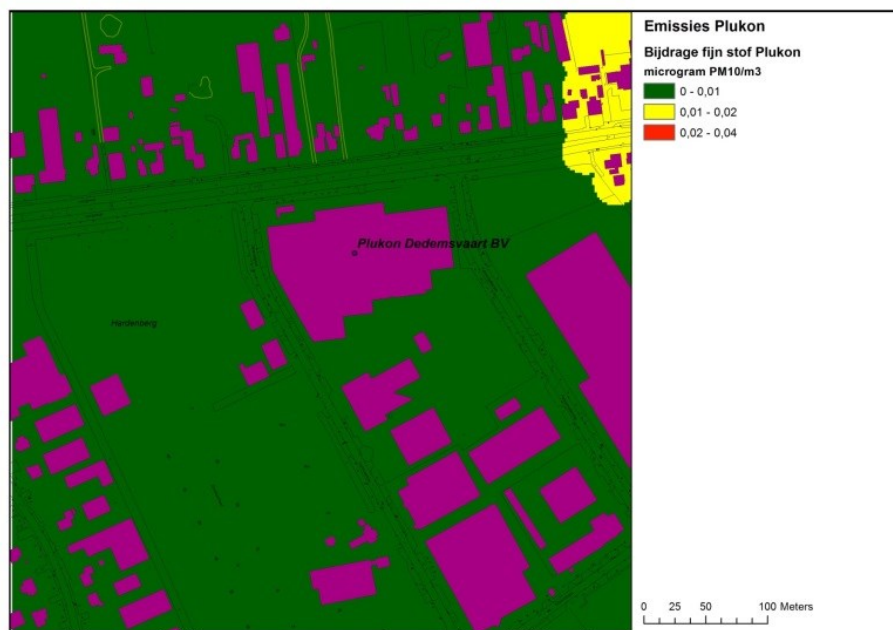 Emissies Plukon
Bijdrage fijn stof Plukon
microgram PM10/m3
0 - 0,01
0,01 - 0,02
0,02 - 0,04
Plukon Dedemsvaart BV
Hardenberg
0 25 50 100 Meters